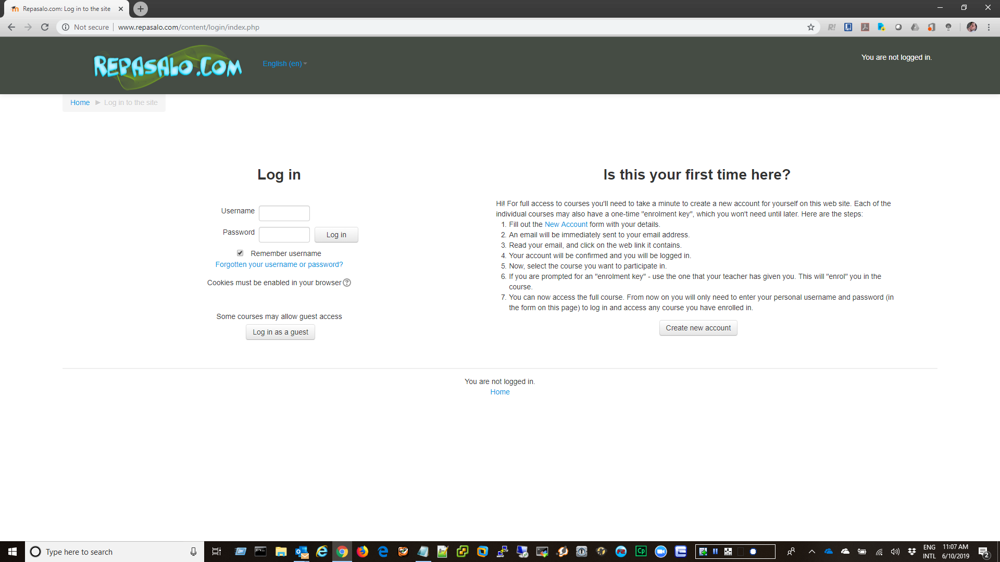 Repasalo.com: Log in to the site
Not secure
www.repasalo.com/content/login/index.php
REPASALO.COM
English (en)
You are not logged in.
Home ► Log in to the site
Log in
Username
Password
Log in
Remember username
Forgotten your username or password?
Cookies must be enabled in your browser
Some courses may allow guest access
Log in as a guest
Is this your first time here?
Hi! For full access to courses you'll need to take a minute to create a new account for yourself on this web site. Each of the
individual courses may also have a one-time "enrolment key", which you won't need until later. Here are the steps:
1. Fill out the New Account form with your details.
2. An email will be immediately sent to your email address.
3. Read your email, and click on the web link it contains.
4. Your account will be confirmed and you will be logged in.
5. Now, select the course you want to participate in.
6. If you are prompted for an "enrolment key" - use the one that your teacher has given you. This will "enrol" you in the
course.
7. You can now access the full course. From now on you will only need to enter your personal username and password (in
the form on this page) to log in and access any course you have enrolled in.
Create new account
You are not logged in.
Home
Type here to search
ENG
INTL
11:07 AM
6/10/2019
2